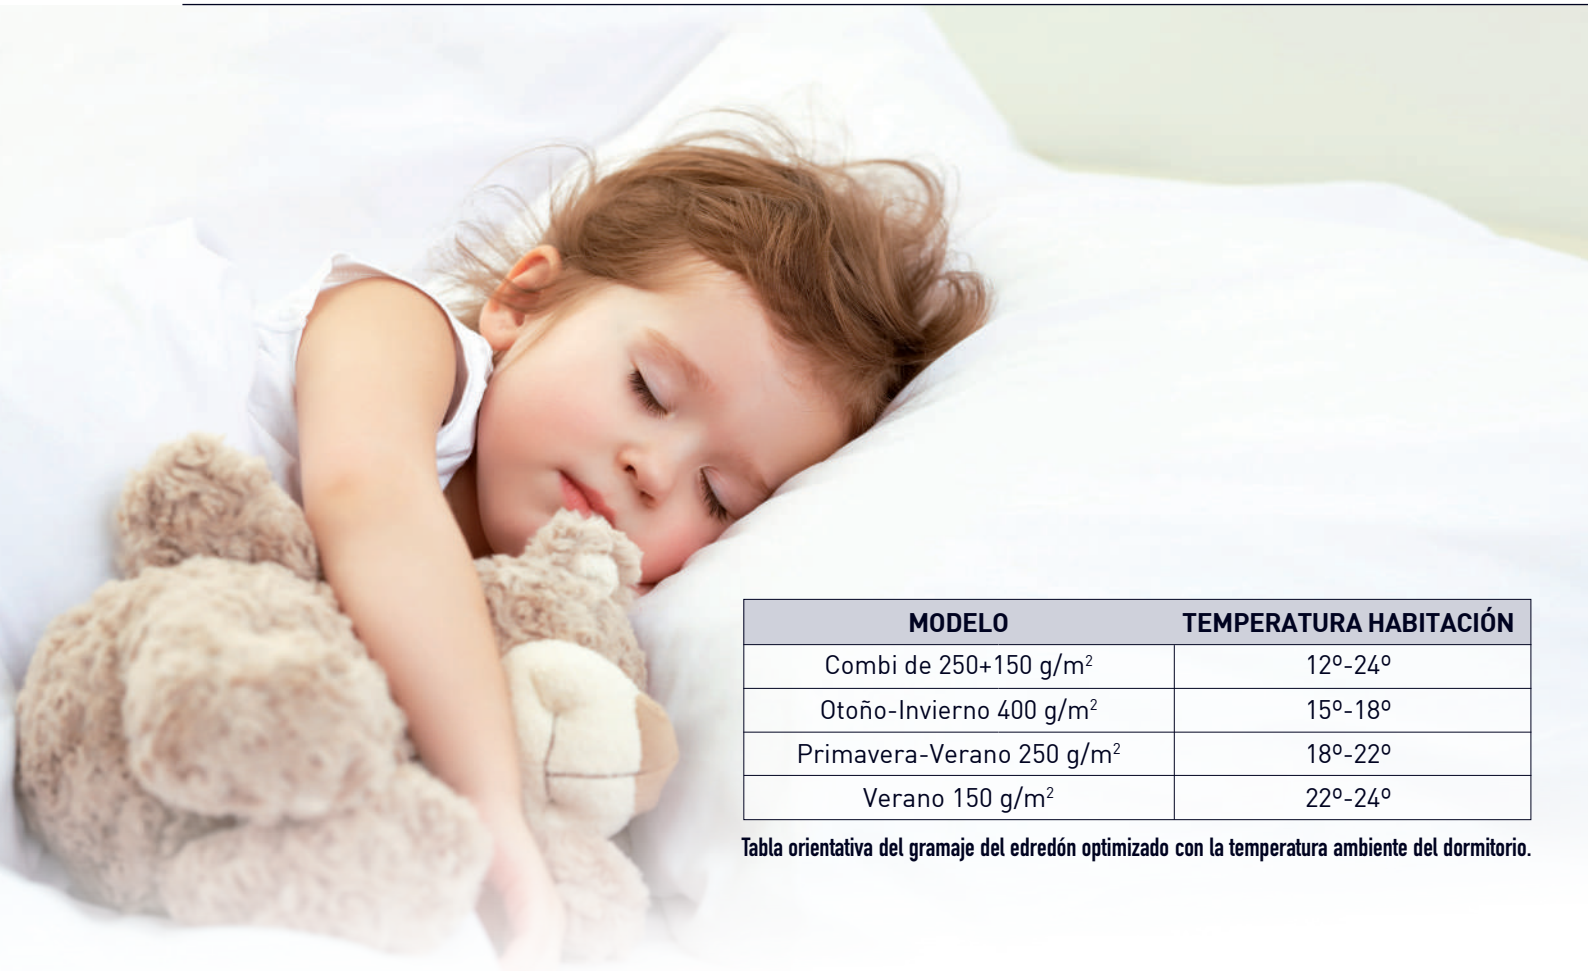 MODELO TEMPERATURA HABITACIÓN
Combi de 250+150 g/m² 12º-24º
Otoño-Invierno 400 g/m² 15º-18º
Primavera-Verano 250 g/m² 18º-22º
Verano 150 g/m² 22º-24º
Tabla orientativa del gramaje del edredón optimizado con la temperatura ambiente del dormitorio.